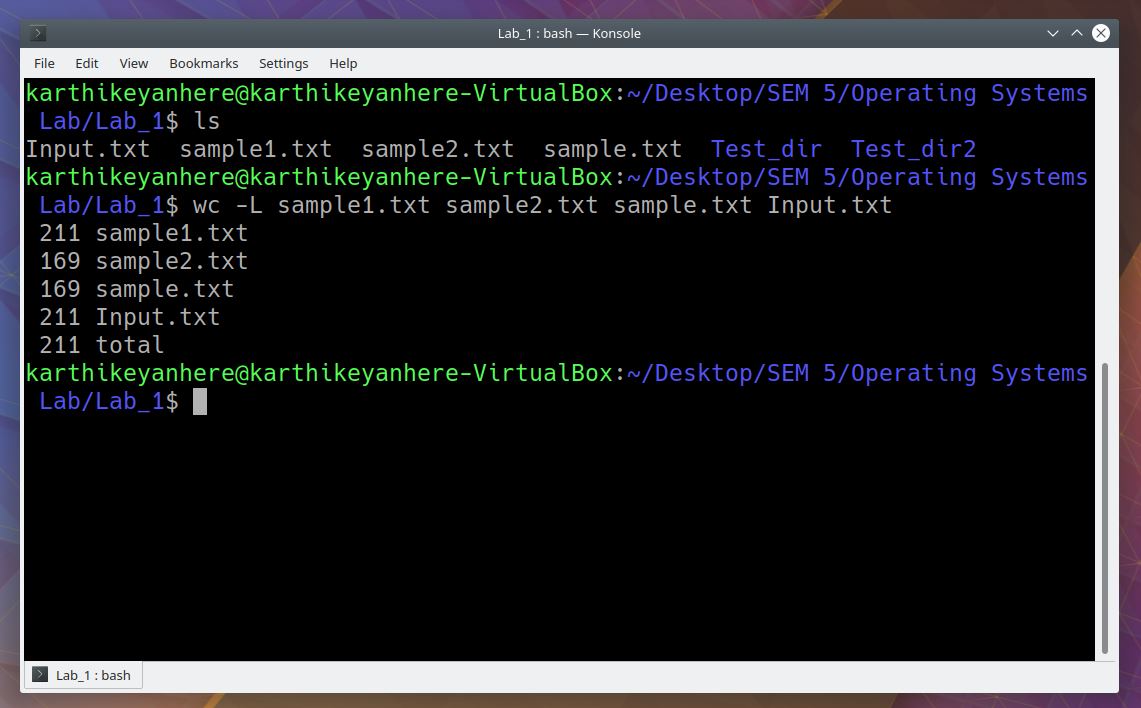 Lab_1 : bash — Konsole
File Edit View Bookmarks Settings Help
karthikeyanhere@karthikeyanhere-VirtualBox:~/Desktop/SEM 5/Operating Systems
Lab/Lab_1$ ls
Input.txt sample1.txt sample2.txt sample.txt Test_dir Test_dir2
karthikeyanhere@karthikeyanhere-VirtualBox:~/Desktop/SEM 5/Operating Systems
Lab/Lab_1$ wc -L sample1.txt sample2.txt sample.txt Input.txt
211 sample1.txt
169 sample2.txt
169 sample.txt
211 Input.txt
211 total
karthikeyanhere@karthikeyanhere-VirtualBox:~/Desktop/SEM 5/Operating Systems
Lab/Lab_1$
Lab_1 : bash